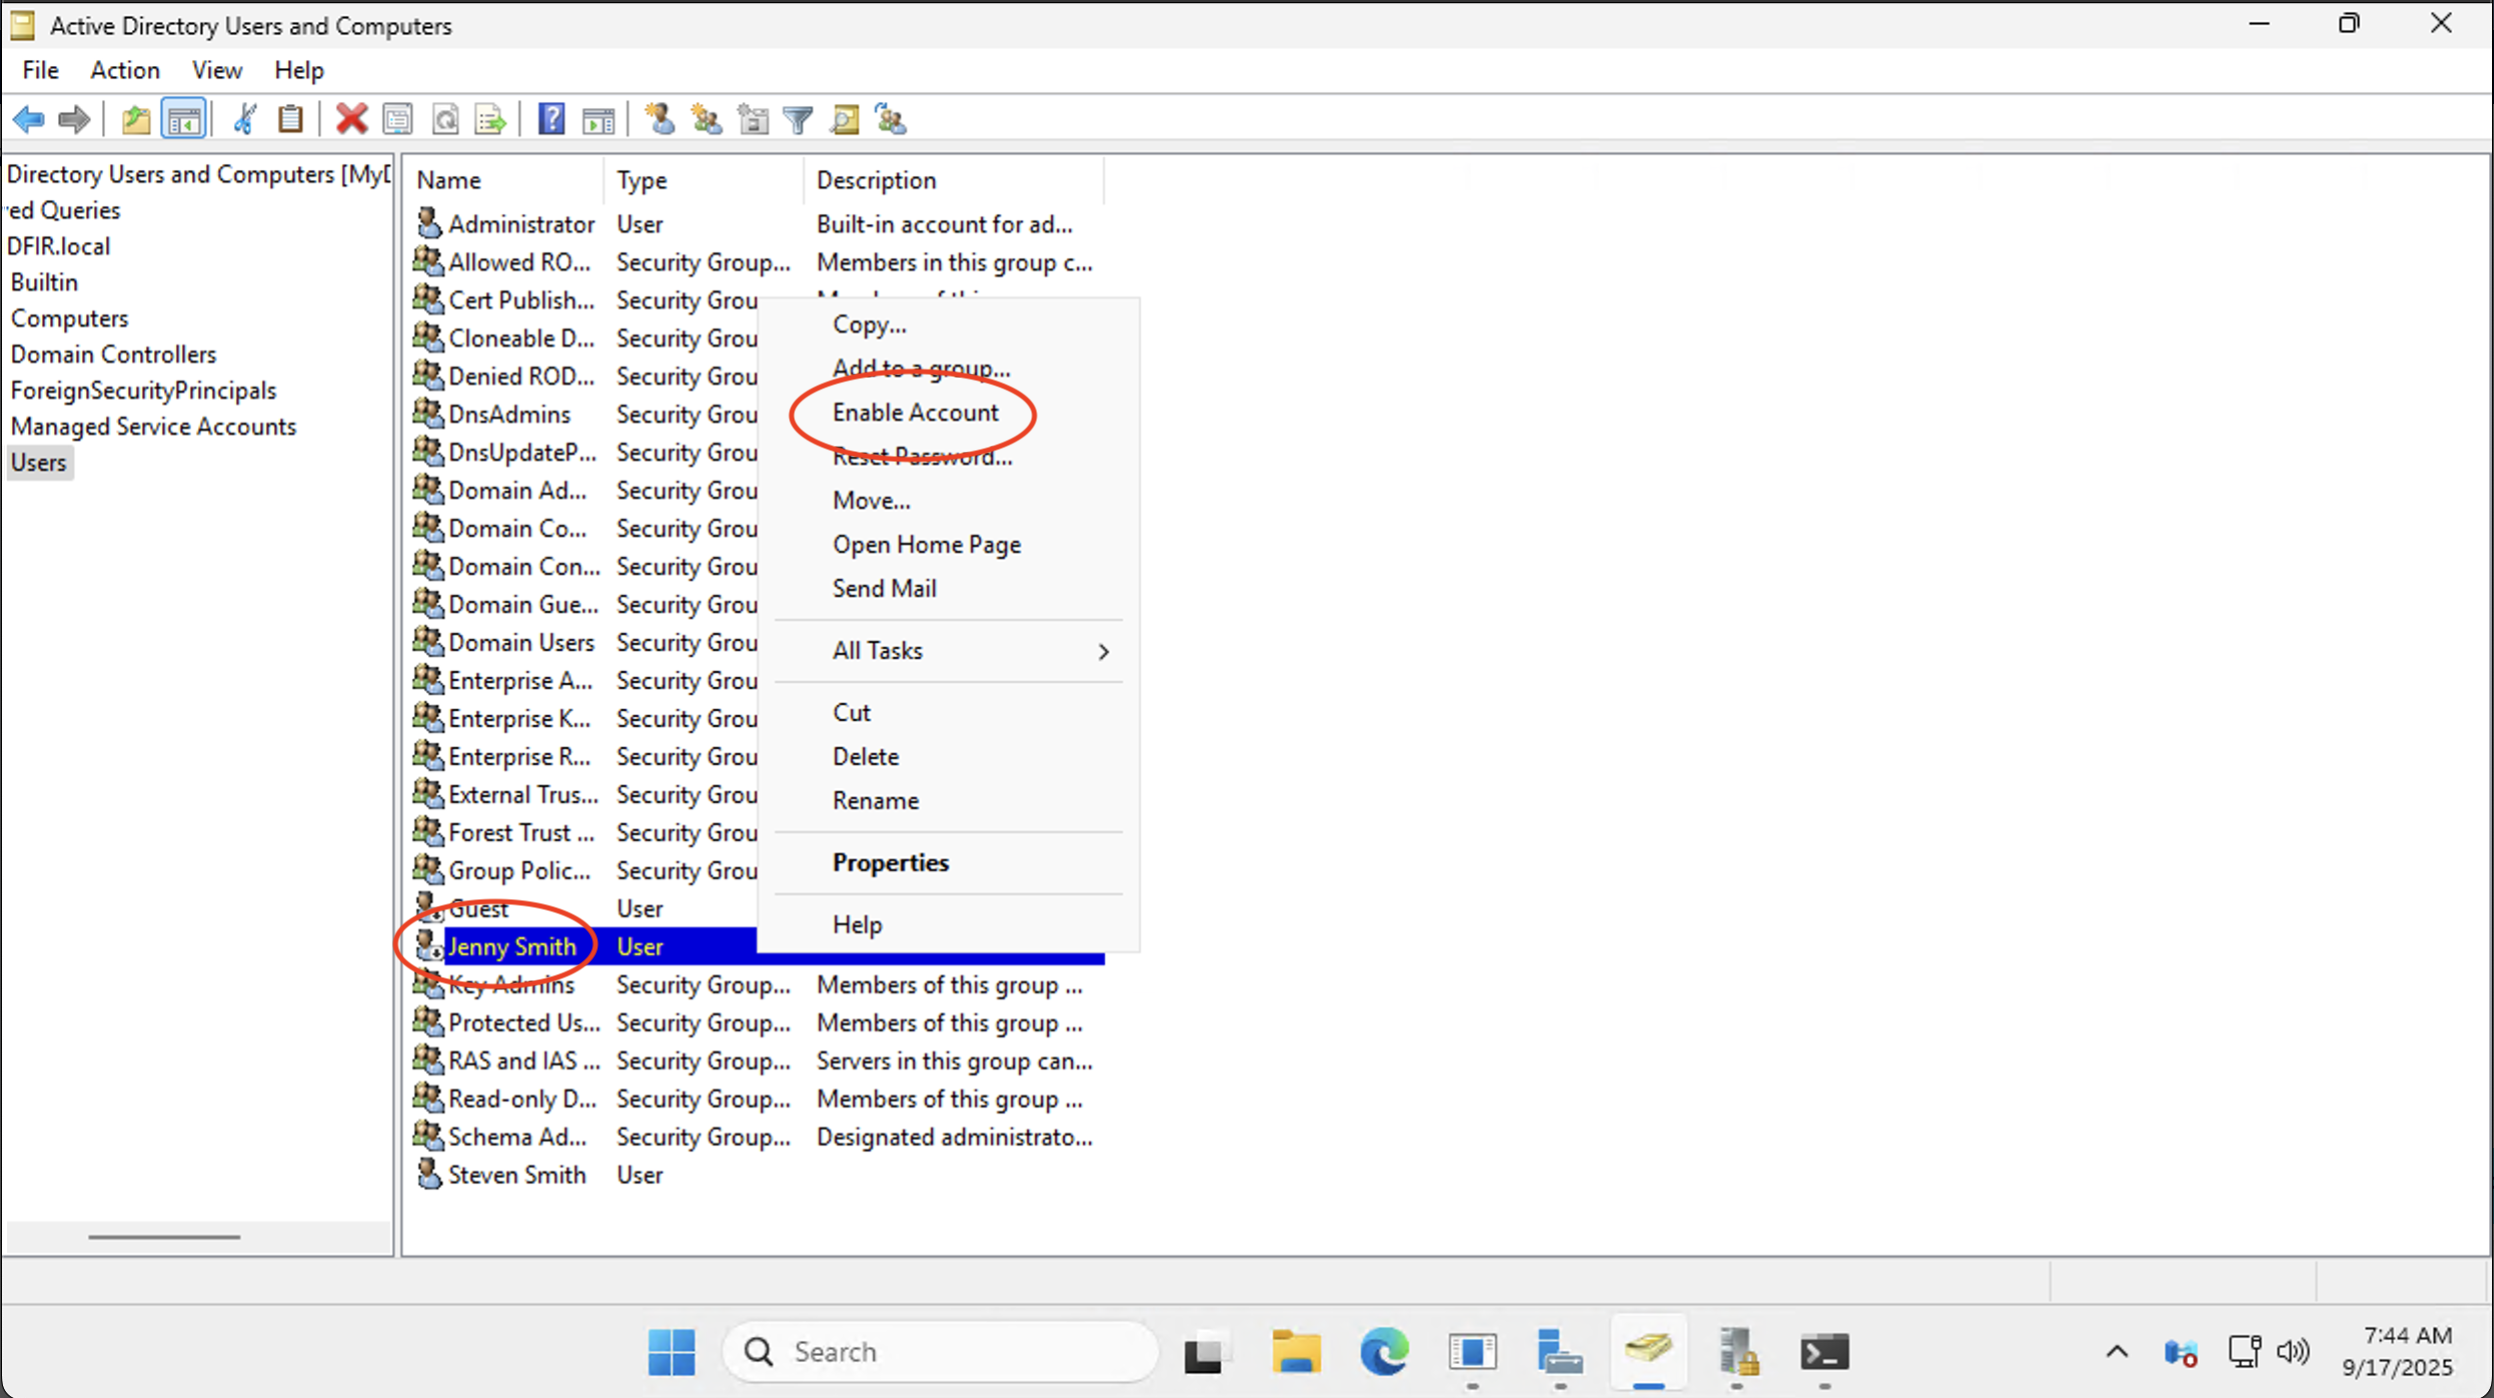 Active Directory Users and Computers
File Action View Help
Directory Users and Computers [MyD
ed Queries
DFIR.local
Builtin
Computers
Domain Controllers
ForeignSecurityPrincipals
Managed Service Accounts
Users
Name Type Description
Administrator User Built-in account for ad...
Allowed RO... Security Group... Members in this group c...
Cert Publish... Security Grou
Cloneable D... Security Grou
Denied ROD... Security Grou
DnsAdmins Security Grou
DnsUpdateP... Security Grou
Domain Ad... Security Grou
Domain Co... Security Grou
Domain Con... Security Grou
Domain Gue... Security Grou
Domain Users Security Grou
Enterprise A... Security Grou
Enterprise K... Security Grou
Enterprise R... Security Grou
External Trus... Security Grou
Forest Trust ... Security Grou
Group Polic... Security Grou
Guest User
Jenny Smith User
Key Admins Security Group... Members of this group ...
Protected Us... Security Group... Members of this group ...
RAS and IAS ... Security Group... Servers in this group can...
Read-only D... Security Group... Members of this group ...
Schema Ad... Security Group... Designated administrato...
Steven Smith User
Copy...
Add to a group...
Enable Account
Reset Password...
Move...
Open Home Page
Send Mail
All Tasks
Cut
Delete
Rename
Properties
Help
Search
7:44 AM
9/17/2025